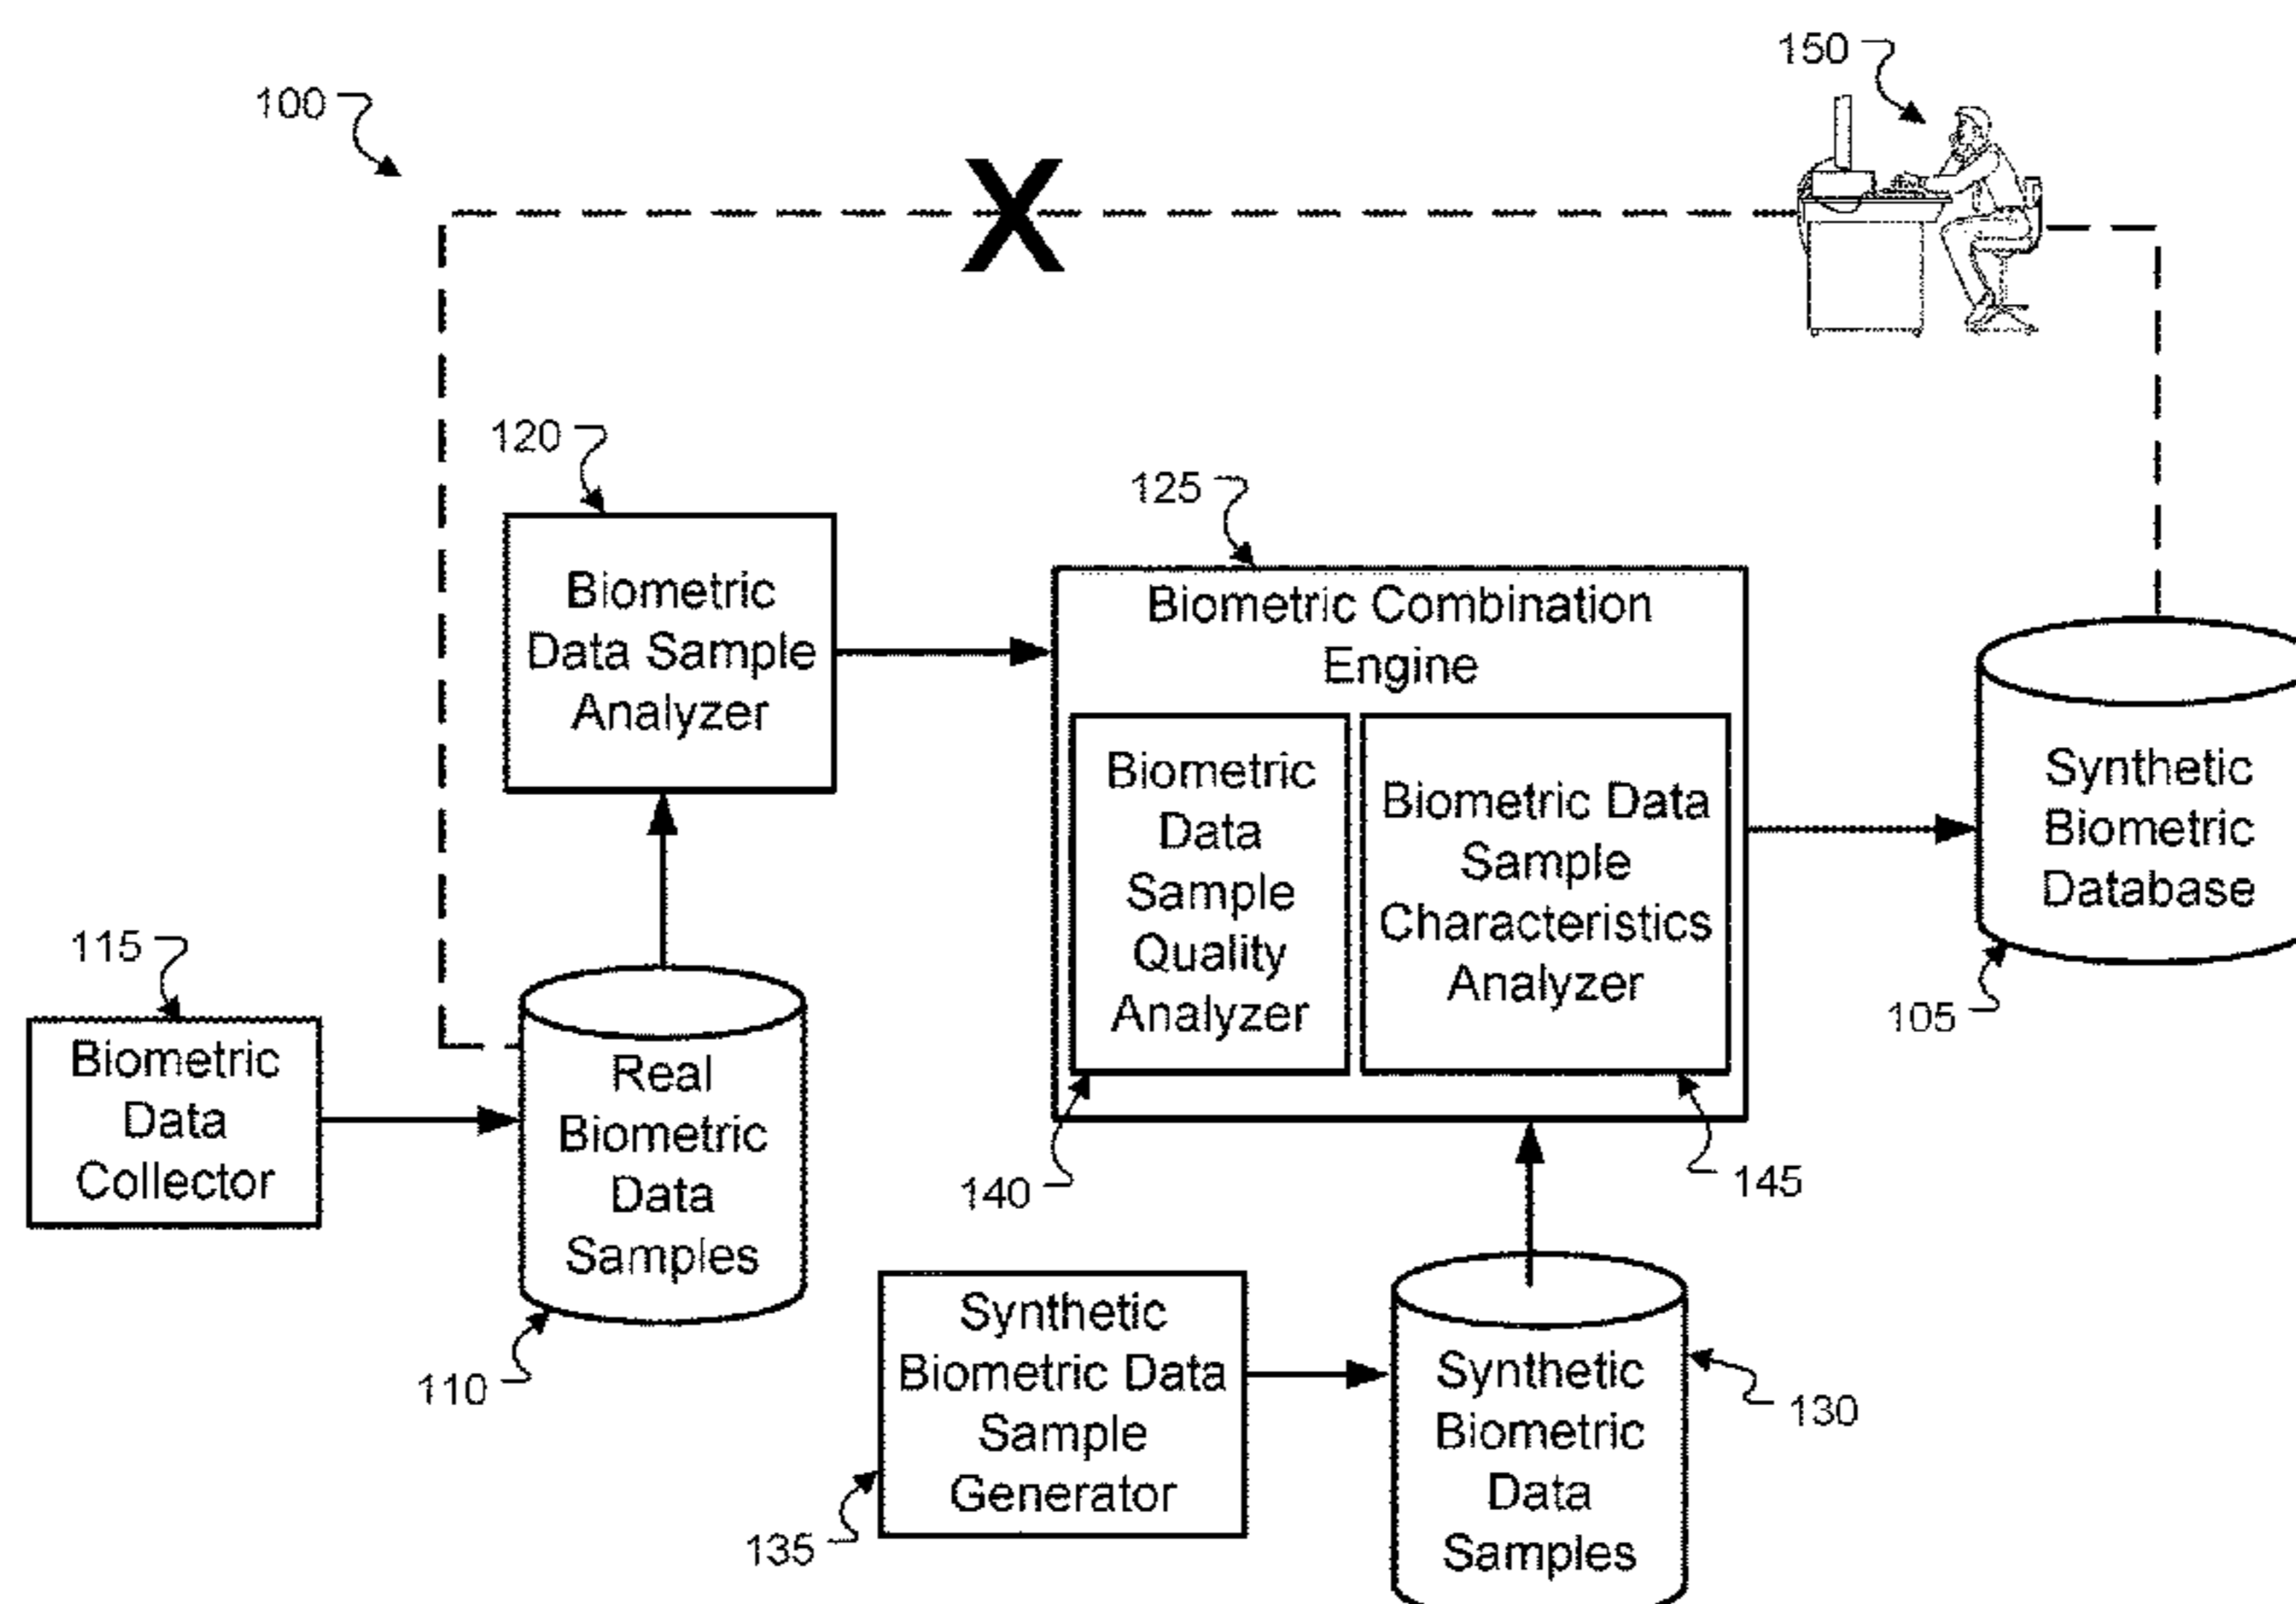 150
100
X
120
Biometric
Data Sample
Analyzer
125
Biometric Combination
Engine
Biometric
Data
Sample
Quality
Analyzer
Biometric Data
Sample
Characteristics
Analyzer
Synthetic
Biometric
Database
105
115
Biometric
Data
Collector
Real
Biometric
Data
Samples
110
140
145
Synthetic
Biometric Data
Sample
Generator
135
Synthetic
Biometric
Data
Samples
130